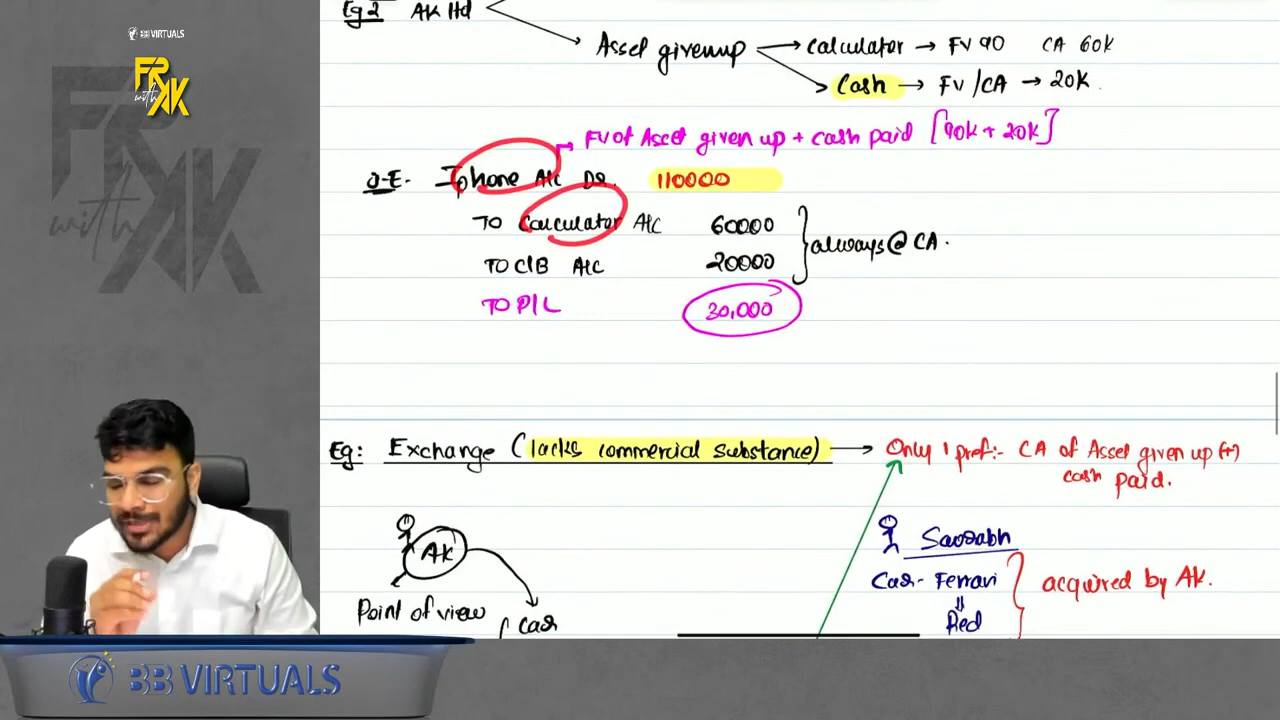 BB VIRTUALS
FR
with
AK
Eg 2 AK ltd
Asset givenup → Calculator → FV 90 CA 60K
Cash → FV/CA → 20K.
FV of Asset given up + cash paid [90K + 20K]
J.E. Iphone A/c Dr. 110000
TO Calculator A/c 60000
TO C/B A/c 20000
always @ CA.
TO P/L 30,000
Eg: Exchange (lacks commercial substance) → Only 1 pref:- CA of Asset given up (+)
cash paid.
AK
Saurabh
Car- Ferrari
acquired by AK.
Point of view
Car
Red
BB VIRTUALS